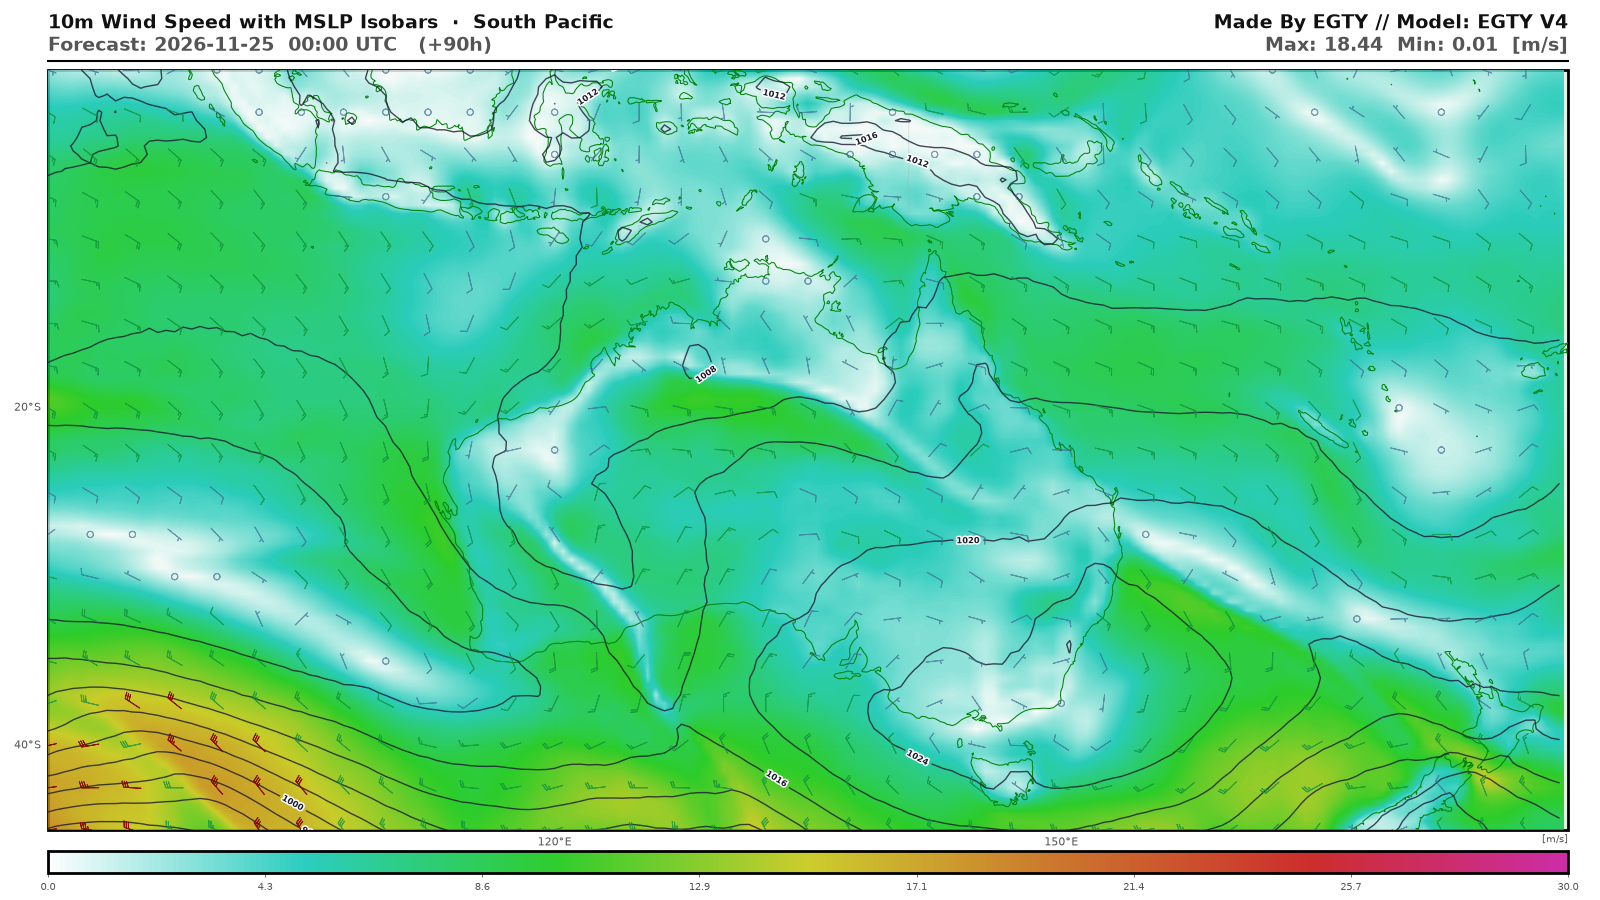 10m Wind Speed with MSLP Isobars · South Pacific
Made By EGTY // Model: EGTY V4
Forecast: 2026-11-25 00:00 UTC (+90h)
Max: 18.44 Min: 0.01 [m/s]
1012
1012
1016
1012
1008
20°S
1020
40°S
1024
1016
1000
120°E
150°E
[m/s]
0.0
4.3
8.6
12.9
17.1
21.4
25.7
30.0